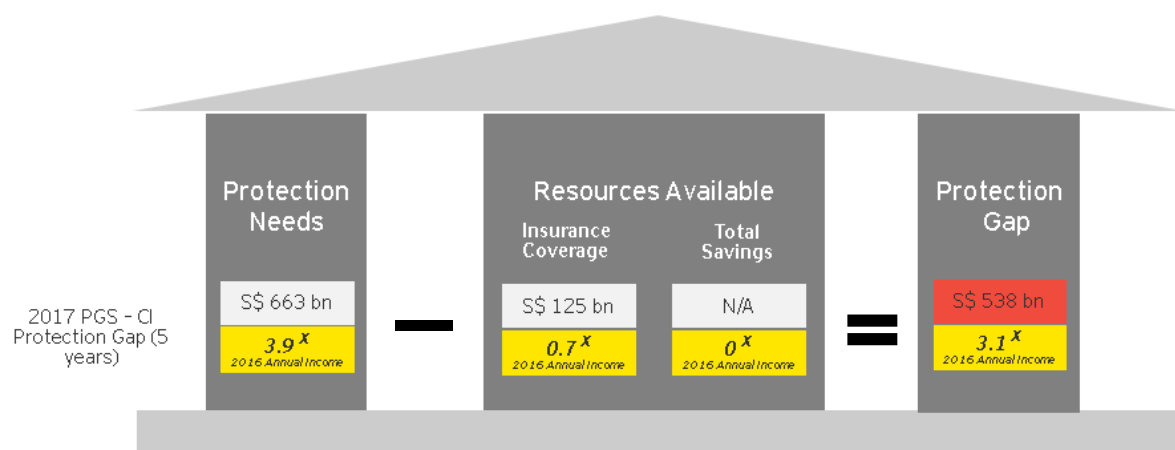 Protection
Needs
Resources Available
Insurance
Coverage
Total
Savings
Protection
Gap
2017 PGS – CI
Protection Gap (5
years)
S$ 663 bn
3.9 X
2016 Annual Income
S$ 125 bn
0.7 X
2016 Annual Income
N/A
0 X
2016 Annual Income
S$ 538 bn
3.1 X
2016 Annual Income